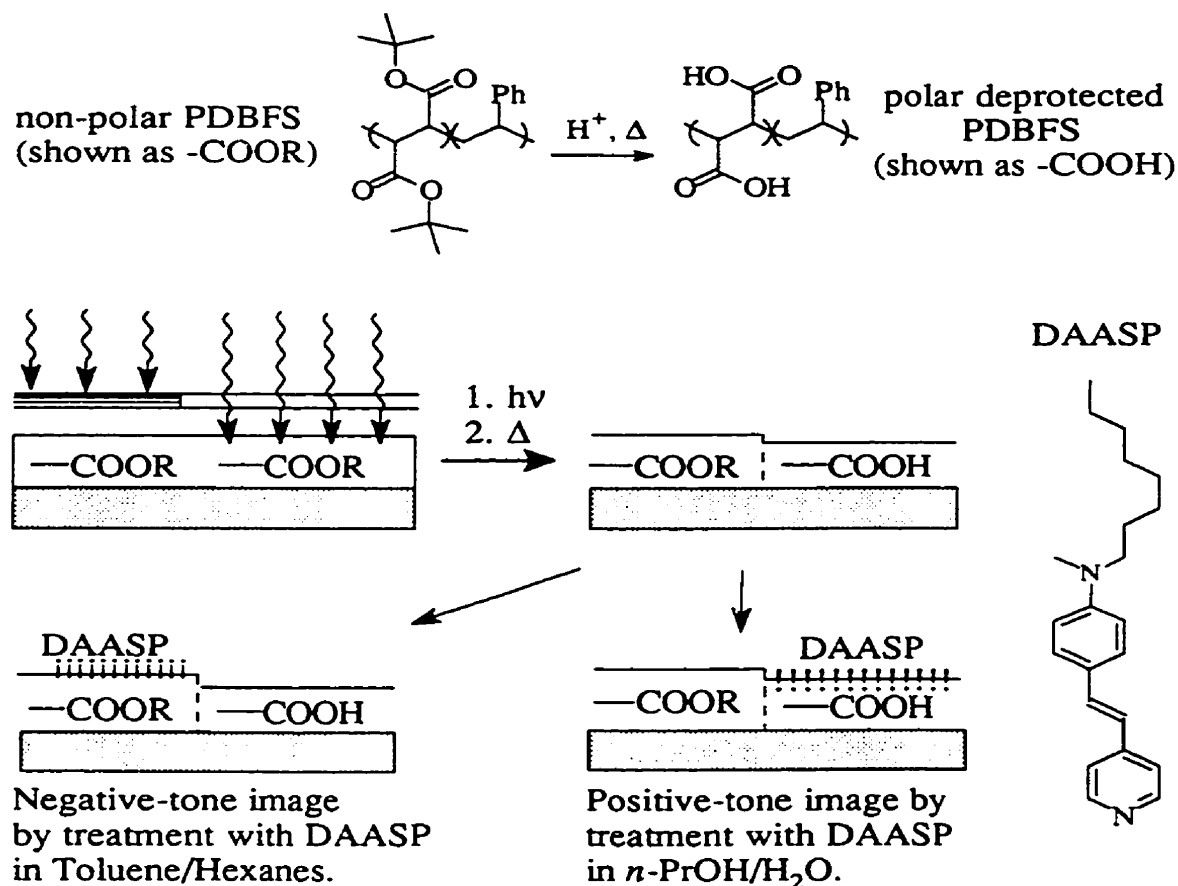 non-polar PDBFS
(shown as -COOR)
O
O
O
O
Ph
H⁺, Δ
HO
O
O
OH
Ph
polar deprotected
PDBFS
(shown as -COOH)
1. hν
2. Δ
—COOR —COOR
—COOR —COOH
DAASP
N
N
DAASP
—COOR —COOH
Negative-tone image
by treatment with DAASP
in Toluene/Hexanes.
DAASP
—COOR —COOH
Positive-tone image by
treatment with DAASP
in n-PrOH/H₂O.